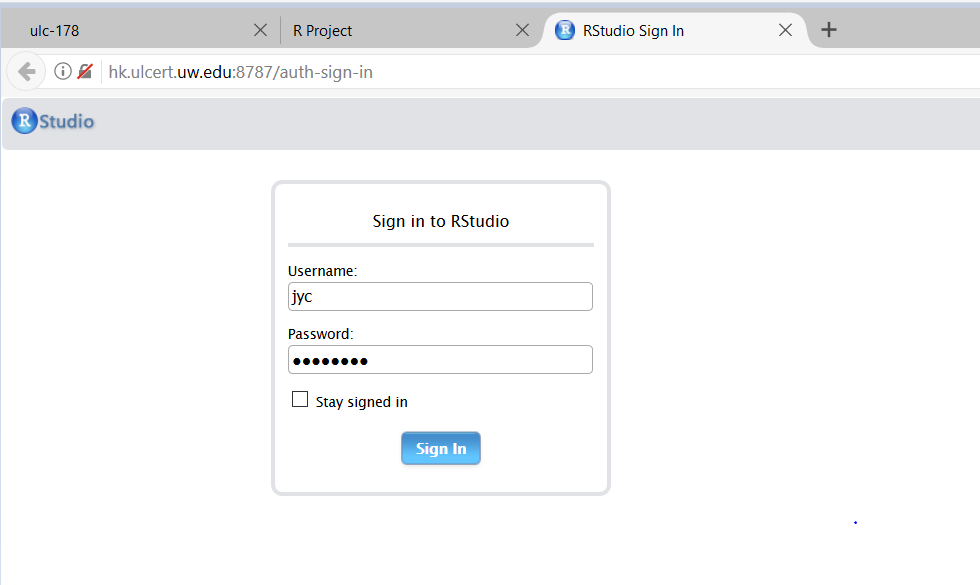 ulc-178 R Project RStudio Sign In
hk.ulcert.uw.edu:8787/auth-sign-in
R Studio
Sign in to RStudio
Username:
jyc
Password:
••••••••
Stay signed in
Sign In